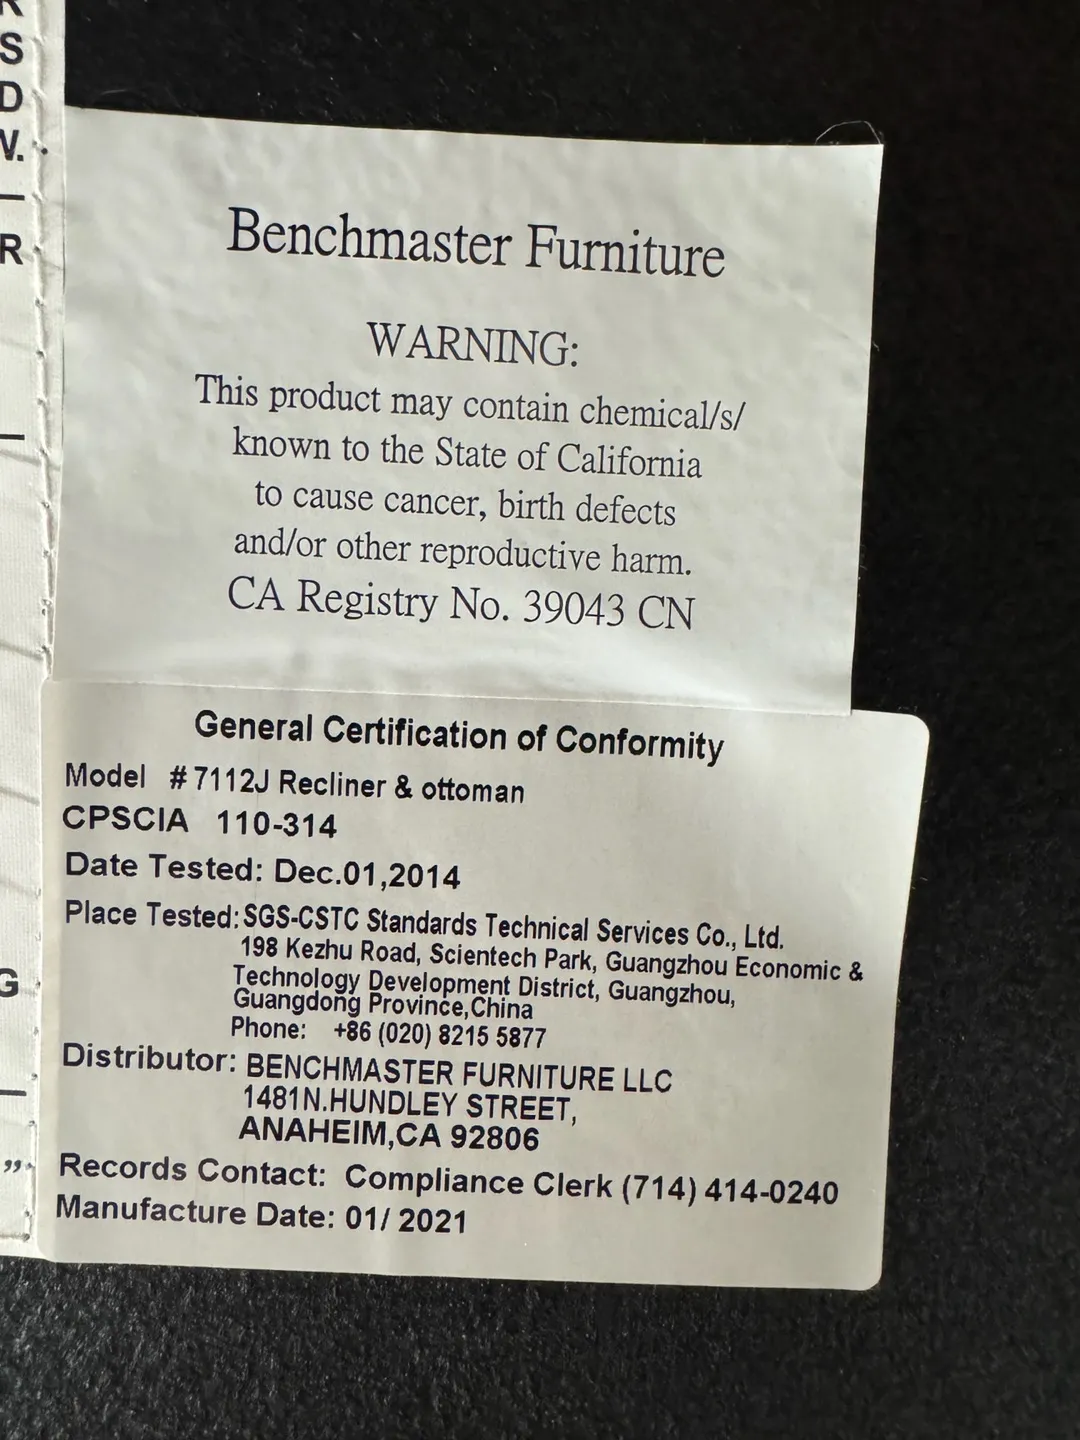 R
S
D
W.
R
G
”
Benchmaster Furniture
WARNING:
This product may contain chemical/s/
known to the State of California
to cause cancer, birth defects
and/or other reproductive harm.
CA Registry No. 39043 CN
General Certification of Conformity
Model # 7112J Recliner & ottoman
CPSCIA 110-314
Date Tested: Dec.01,2014
Place Tested: SGS-CSTC Standards Technical Services Co., Ltd.
198 Kezhu Road, Scientech Park, Guangzhou Economic &
Technology Development District, Guangzhou,
Guangdong Province,China
Phone: +86 (020) 8215 5877
Distributor: BENCHMASTER FURNITURE LLC
1481N.HUNDLEY STREET,
ANAHEIM,CA 92806
Records Contact: Compliance Clerk (714) 414-0240
Manufacture Date: 01/ 2021